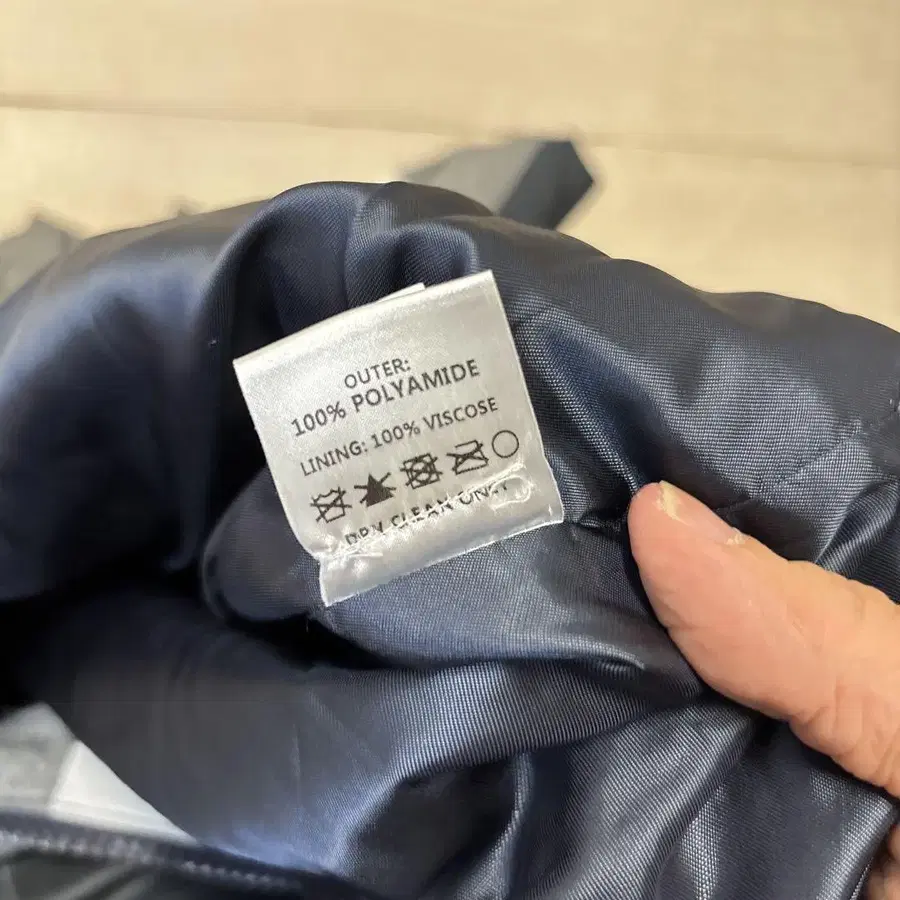 OUTER:
100% POLYAMIDE
LINING: 100% VISCOSE
DRY CLEAN ONLY